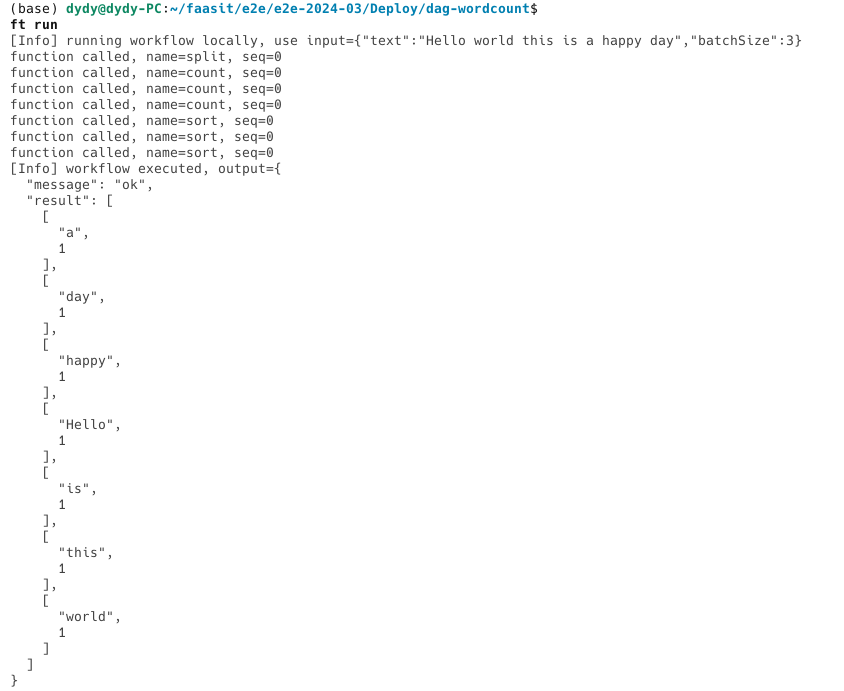 (base) dydy@dydy-PC:~/faasit/e2e/e2e-2024-03/Deploy/dag-wordcount$
ft run
[Info] running workflow locally, use input={"text":"Hello world this is a happy day","batchSize":3}
function called, name=split, seq=0
function called, name=count, seq=0
function called, name=count, seq=0
function called, name=count, seq=0
function called, name=sort, seq=0
function called, name=sort, seq=0
function called, name=sort, seq=0
[Info] workflow executed, output={
  "message": "ok",
  "result": [
    [
      "a",
      1
    ],
    [
      "day",
      1
    ],
    [
      "happy",
      1
    ],
    [
      "Hello",
      1
    ],
    [
      "is",
      1
    ],
    [
      "this",
      1
    ],
    [
      "world",
      1
    ]
  ]
}